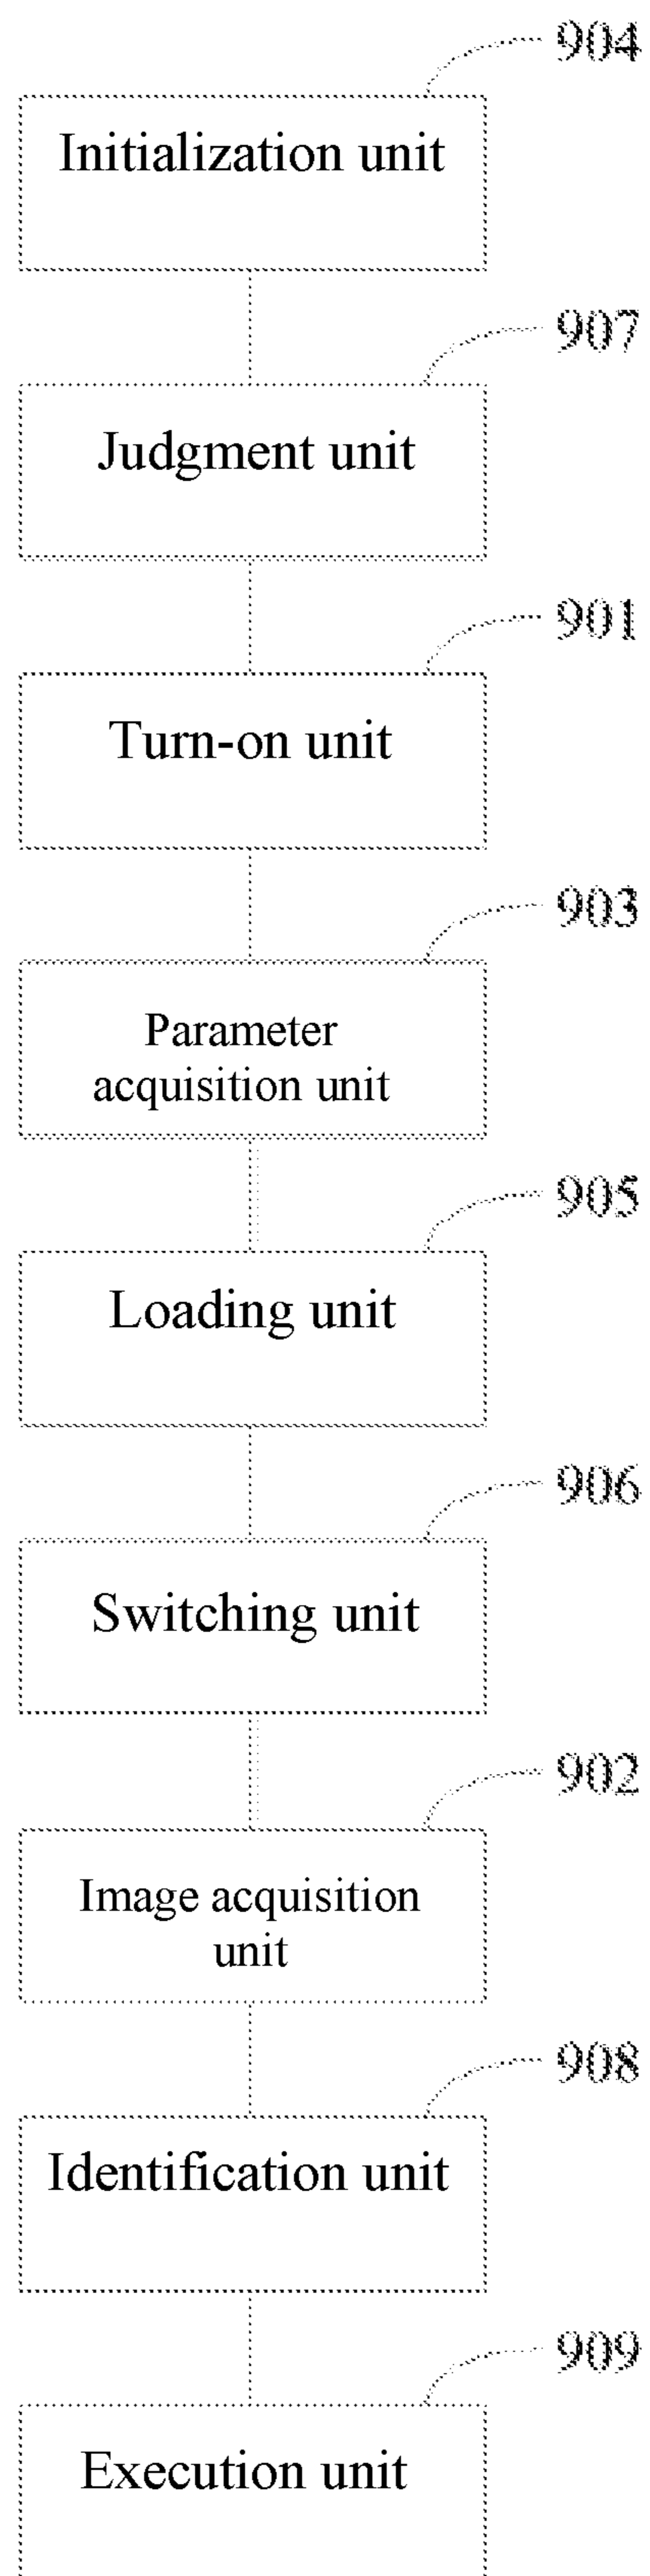 904
Initialization unit
907
Judgment unit
901
Turn-on unit
903
Parameter
acquisition unit
905
Loading unit
906
Switching unit
902
Image acquisition
unit
908
Identification unit
909
Execution unit